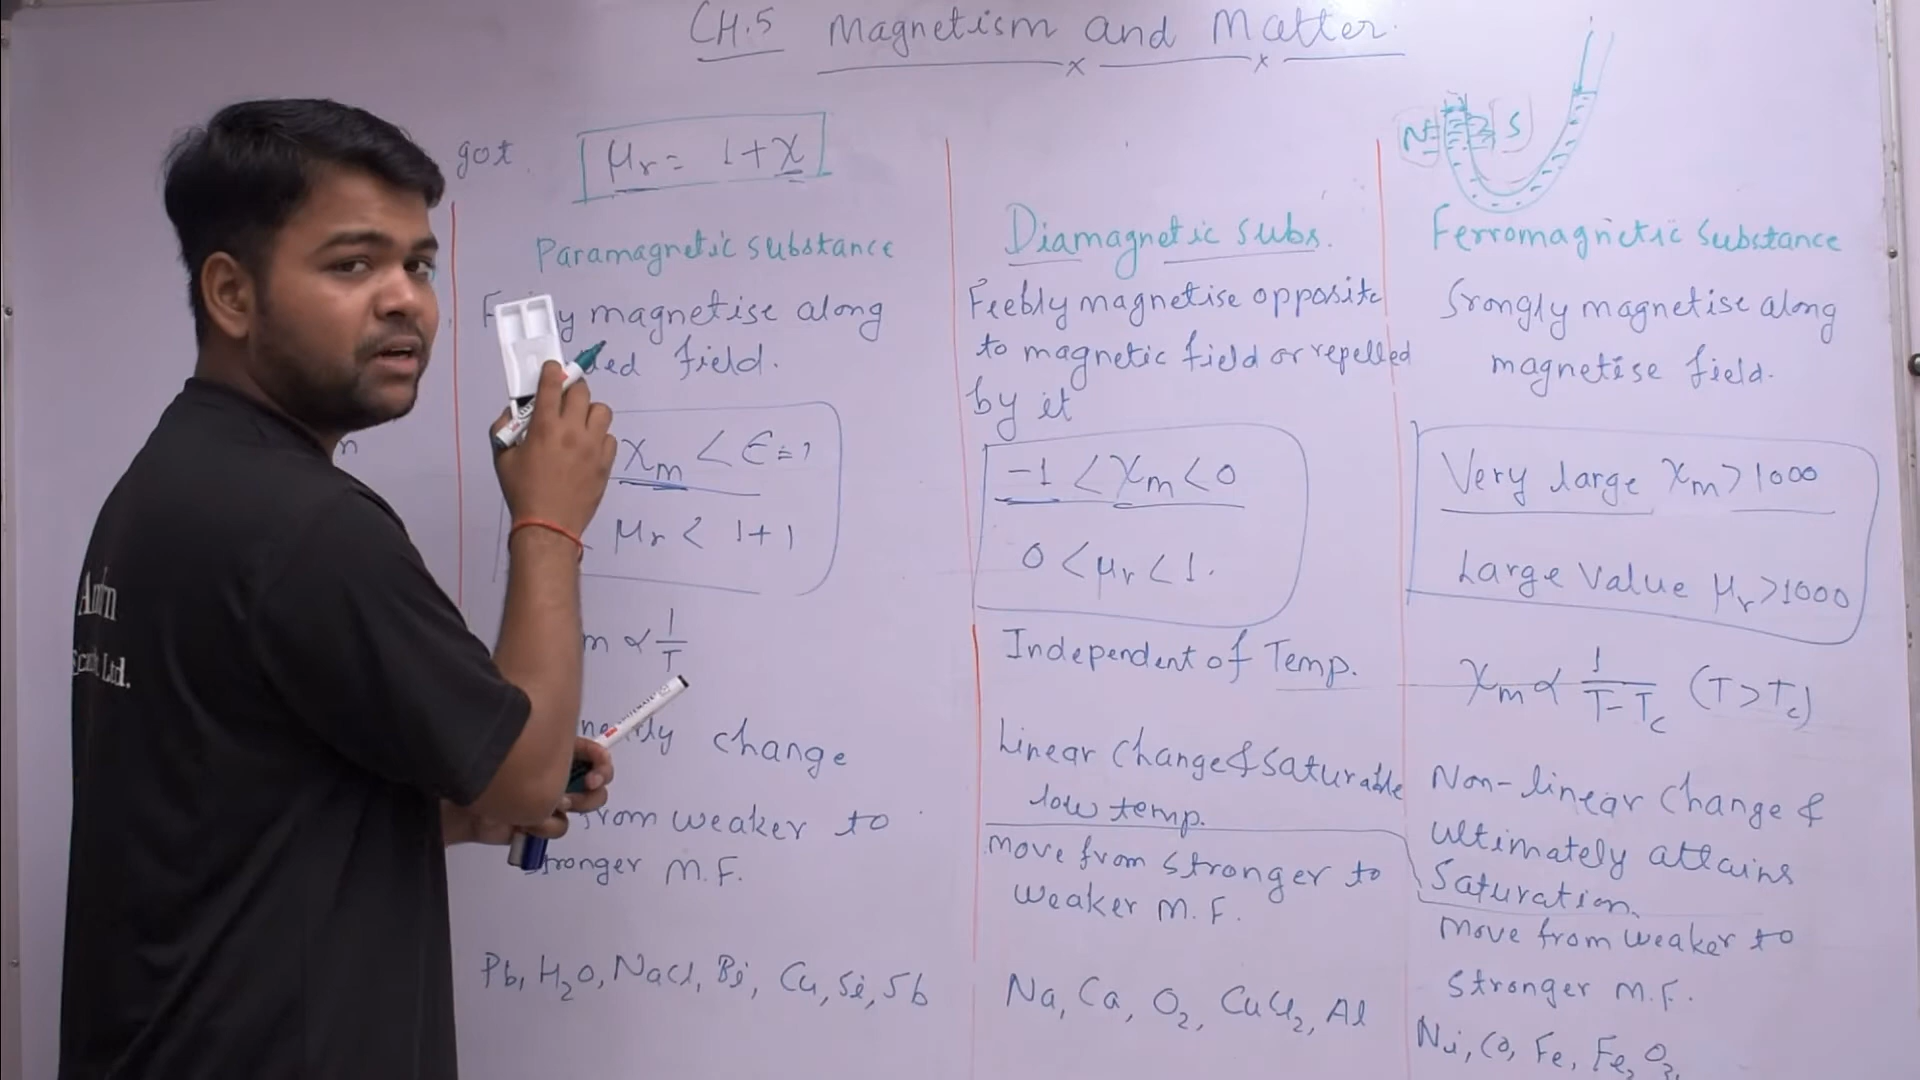 CH.5 Magnetism and Matter.
got
μr = 1+χ
Paramagnetic substance
magnetise along
field.
χm < ε = 1
μr < 1+1
m ∝ 1/T
change
from weaker to
stronger M.F.
Pb, H2O, NaCl, Bi, Cu, Si, Sb
Diamagnetic subs.
Feebly magnetise opposite
to magnetic field or repelled
by it
-1 < χm < 0
0 < μr < 1.
Independent of Temp.
Linear change & saturable
low temp.
move from stronger to
weaker M.F.
Na, Ca, O2, CuCl2, Al
N S
Ferromagnetic substance
Srongly magnetise along
magnetise field.
Very large χm > 1000
Large value μr > 1000
χm ∝ 1/T-Tc (T > Tc)
Non-linear change &
ultimately attains
saturation.
move from weaker to
stronger M.F.
Ni, Co, Fe, Fe2O3,
Ltd.